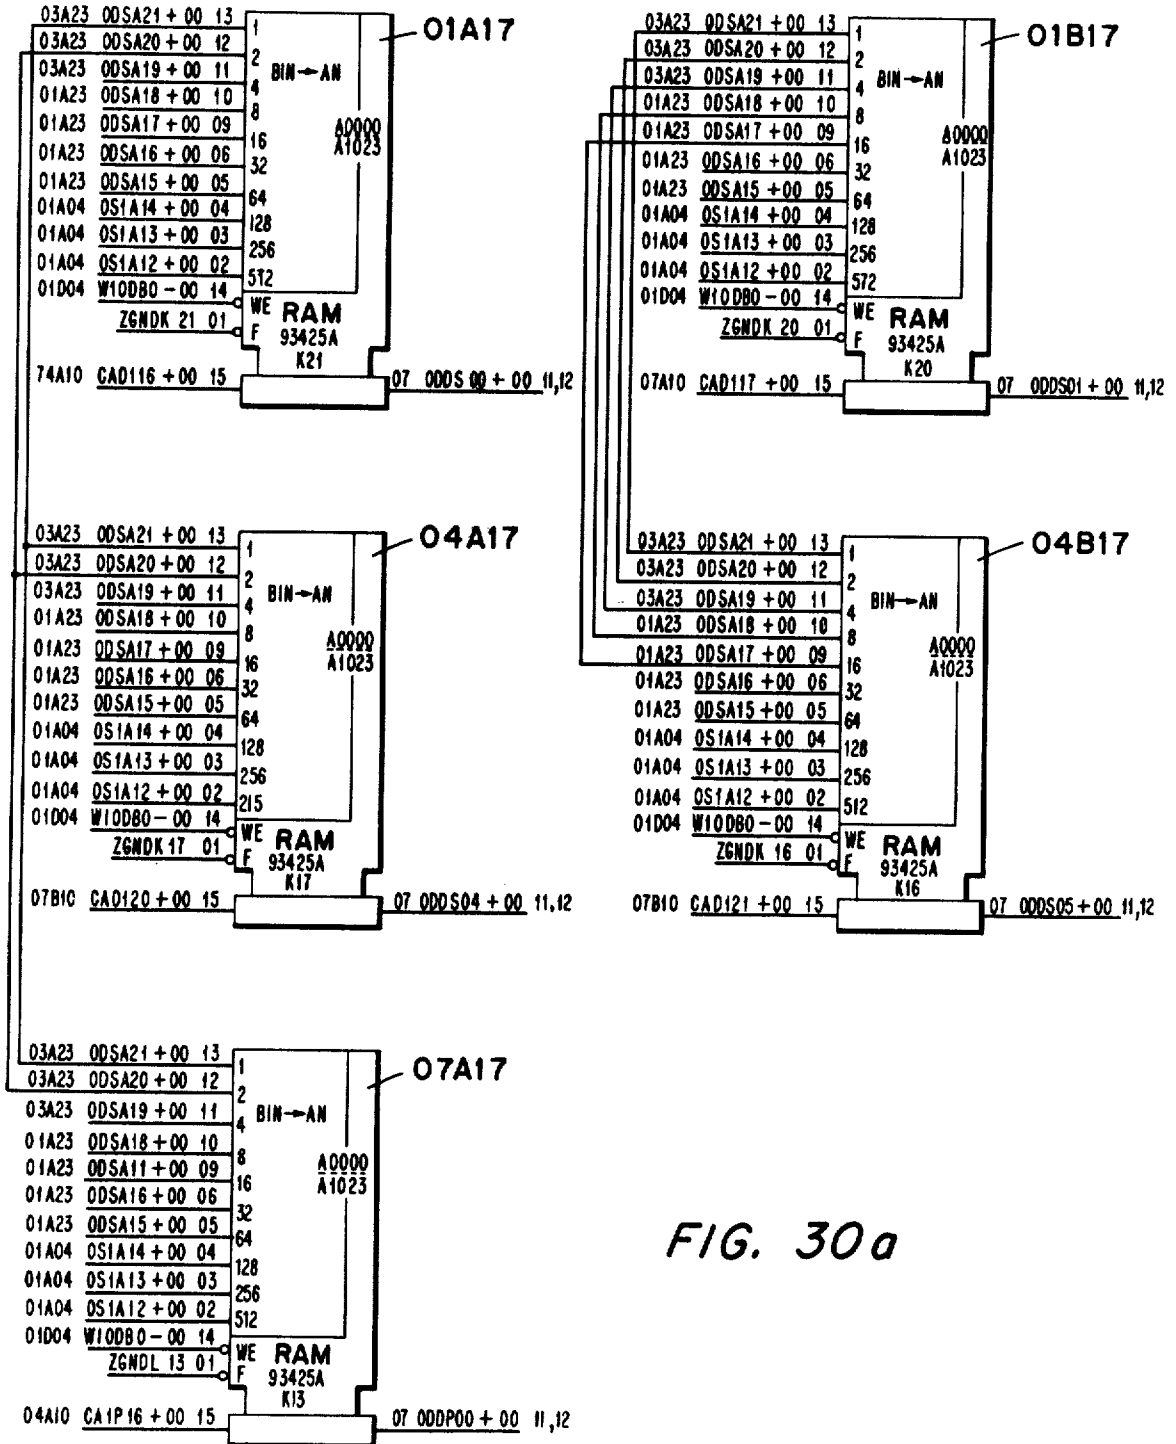 01A17
03A23 0DSA21+00 13 1
03A23 0DSA20+00 12 2
03A23 0DSA19+00 11 4
01A23 0DSA18+00 10 8
01A23 0DSA17+00 09 16
01A23 0DSA16+00 06 32
01A23 0DSA15+00 05 64
01A04 0S1A14+00 04 128
01A04 0S1A13+00 03 256
01A04 0S1A12+00 02 512
01D04 W10DB0-00 14 WE
ZGNDK 21 01 F
BIN→AN
A0000
A1023
RAM
93425A
K21
74A10 CAD116+00 15
07 0DDS00+00 11,12
01B17
03A23 0DSA21+00 13 1
03A23 0DSA20+00 12 2
03A23 0DSA19+00 11 4
01A23 0DSA18+00 10 8
01A23 0DSA17+00 09 16
01A23 0DSA16+00 06 32
01A23 0DSA15+00 05 64
01A04 0S1A14+00 04 128
01A04 0S1A13+00 03 256
01A04 0S1A12+00 02 572
01D04 W10DB0-00 14 WE
ZGNDK 20 01 F
BIN→AN
A0000
A1023
RAM
93425A
K20
07A10 CAD117+00 15
07 0DDS01+00 11,12
04A17
03A23 0DSA21+00 13 1
03A23 0DSA20+00 12 2
03A23 0DSA19+00 11 4
01A23 0DSA18+00 10 8
01A23 0DSA17+00 09 16
01A23 0DSA16+00 06 32
01A23 0DSA15+00 05 64
01A04 0S1A14+00 04 128
01A04 0S1A13+00 03 256
01A04 0S1A12+00 02 215
01D04 W10DB0-00 14 WE
ZGNDK 17 01 F
BIN→AN
A0000
A1023
RAM
93425A
K17
07B10 CAD120+00 15
07 0DDS04+00 11,12
04B17
03A23 0DSA21+00 13 1
03A23 0DSA20+00 12 2
03A23 0DSA19+00 11 4
01A23 0DSA18+00 10 8
01A23 0DSA17+00 09 16
01A23 0DSA16+00 06 32
01A23 0DSA15+00 05 64
01A04 0S1A14+00 04 128
01A04 0S1A13+00 03 256
01A04 0S1A12+00 02 512
01D04 W10DB0-00 14 WE
ZGNDK 16 01 F
BIN→AN
A0000
A1023
RAM
93425A
K16
07B10 CAD121+00 15
07 0DDS05+00 11,12
07A17
03A23 0DSA21+00 13 1
03A23 0DSA20+00 12 2
03A23 0DSA19+00 11 4
01A23 0DSA18+00 10 8
01A23 0DSA11+00 09 16
01A23 0DSA16+00 06 32
01A23 0DSA15+00 05 64
01A04 0S1A14+00 04 128
01A04 0S1A13+00 03 256
01A04 0S1A12+00 02 512
01D04 W10DB0-00 14 WE
ZGNDL 13 01 F
BIN→AN
A0000
A1023
RAM
93425A
K13
04A10 CA1P16+00 15
07 0DDP00+00 11,12
FIG. 30a